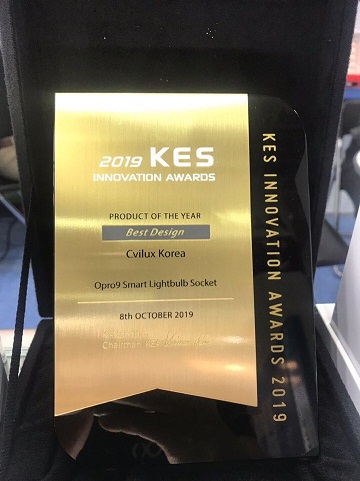 2019 KES
INNOVATION AWARDS
PRODUCT OF THE YEAR
Best Design
Cvilux Korea
Opro9 Smart Lightbulb Socket
8th OCTOBER 2019
Chairman
KES INNOVATION AWARDS 2019